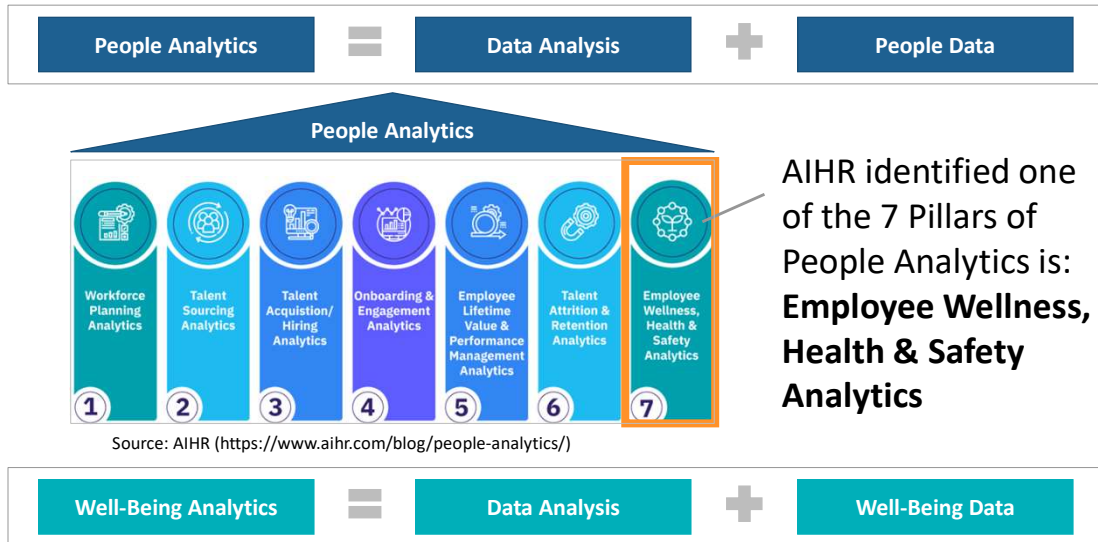 People Analytics = Data Analysis + People Data
People Analytics
Workforce
Planning
Analytics
1
Talent
Sourcing
Analytics
2
Talent
Acquistion/
Hiring
Analytics
3
Onboarding &
Engagement
Analytics
4
Employee
Lifetime
Value &
Performance
Management
Analytics
5
Talent
Attrition &
Retention
Analytics
6
Employee
Wellness,
Health &
Safety
Analytics
7
AIHR identified one
of the 7 Pillars of
People Analytics is:
Employee Wellness,
Health & Safety
Analytics
Source: AIHR (https://www.aihr.com/blog/people-analytics/)
Well-Being Analytics = Data Analysis + Well-Being Data